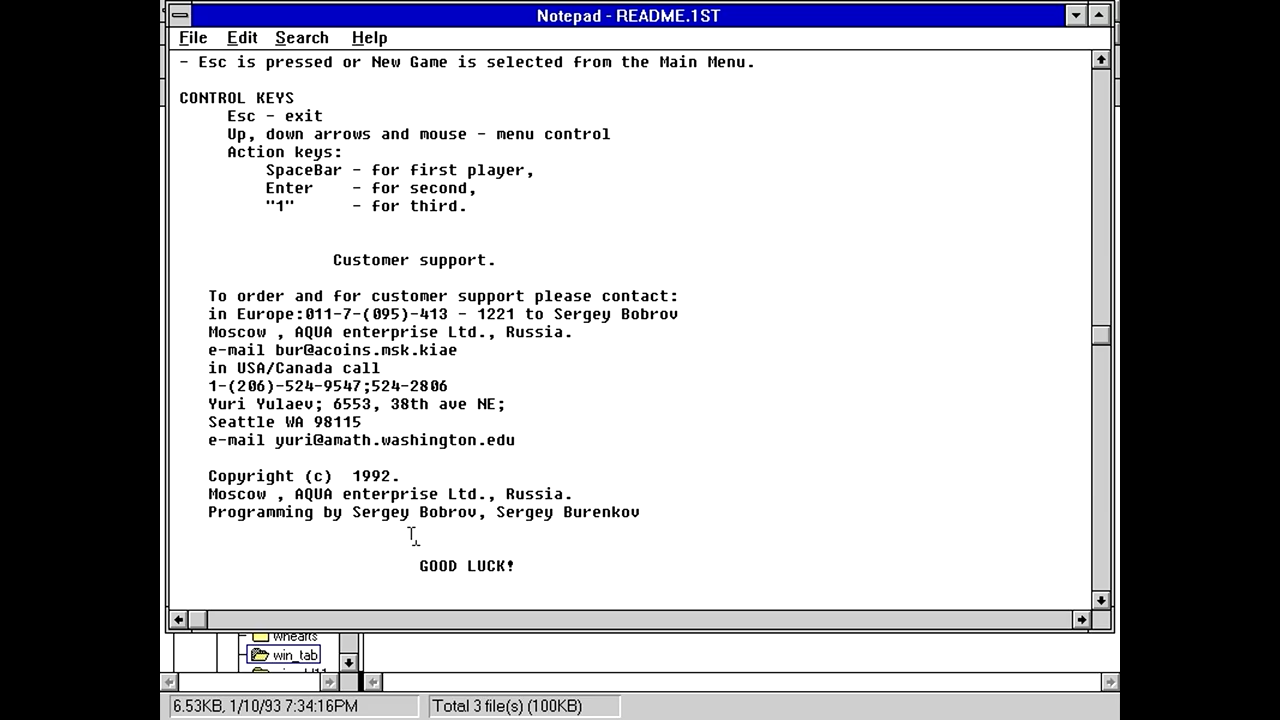 Notepad - README.1ST
File Edit Search Help
- Esc is pressed or New Game is selected from the Main Menu.
CONTROL KEYS
Esc - exit
Up, down arrows and mouse - menu control
Action keys:
SpaceBar - for first player,
Enter - for second,
"1" - for third.
Customer support.
To order and for customer support please contact:
in Europe:011-7-(095)-413 - 1221 to Sergey Bobrov
Moscow , AQUA enterprise Ltd., Russia.
e-mail bur@acoins.msk.kiae
in USA/Canada call
1-(206)-524-9547;524-2806
Yuri Yulaev; 6553, 38th ave NE;
Seattle WA 98115
e-mail yuri@amath.washington.edu
Copyright (c) 1992.
Moscow , AQUA enterprise Ltd., Russia.
Programming by Sergey Bobrov, Sergey Burenkov
GOOD LUCK!
whearts
win_tab
6.53KB, 1/10/93 7:34:16PM
Total 3 file(s) (100KB)